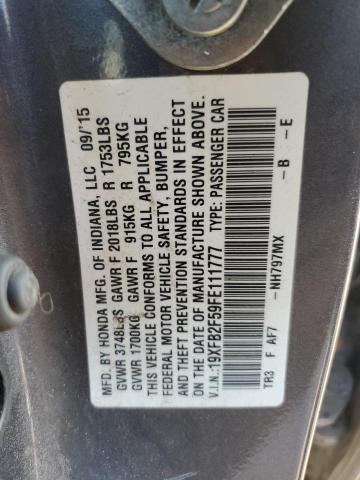 MFD. BY HONDA MFG. OF INDIANA, LLC 09/'15
GVWR 3748LBS GAWR F 2018LBS R 1753LBS
GVWR 1700KG GAWR F 915KG R 795KG
THIS VEHICLE CONFORMS TO ALL APPLICABLE
FEDERAL MOTOR VEHICLE SAFETY, BUMPER,
AND THEFT PREVENTION STANDARDS IN EFFECT
ON THE DATE OF MANUFACTURE SHOWN ABOVE.
V.I.N.:19XFB2F59FE111777 TYPE: PASSENGER CAR
-NH797MX -B -E
TR3 F AF7